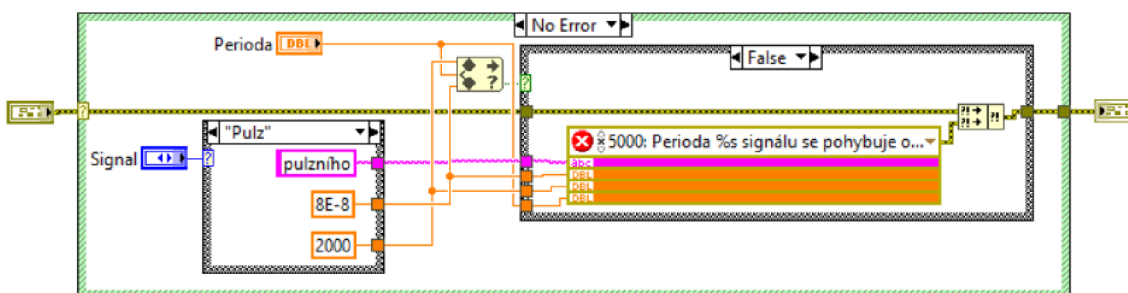 No Error
Perioda
DBL
?
False
?
?
?!
?!
?!
"Pulz"
5000: Perioda %s signálu se pohybuje o...
Signal
?
pulzního
abc
DBL
DBL
DBL
8E-8
2000